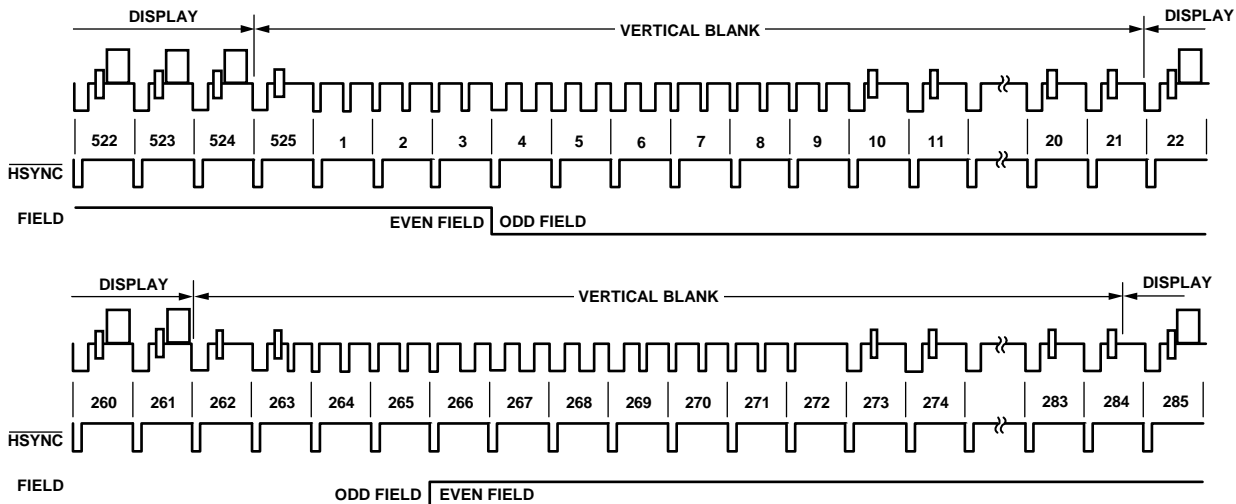 DISPLAY VERTICAL BLANK DISPLAY
522 523 524 525 1 2 3 4 5 6 7 8 9 10 11 20 21 22
HSYNC
FIELD EVEN FIELD ODD FIELD
DISPLAY VERTICAL BLANK DISPLAY
260 261 262 263 264 265 266 267 268 269 270 271 272 273 274 283 284 285
HSYNC
FIELD ODD FIELD EVEN FIELD